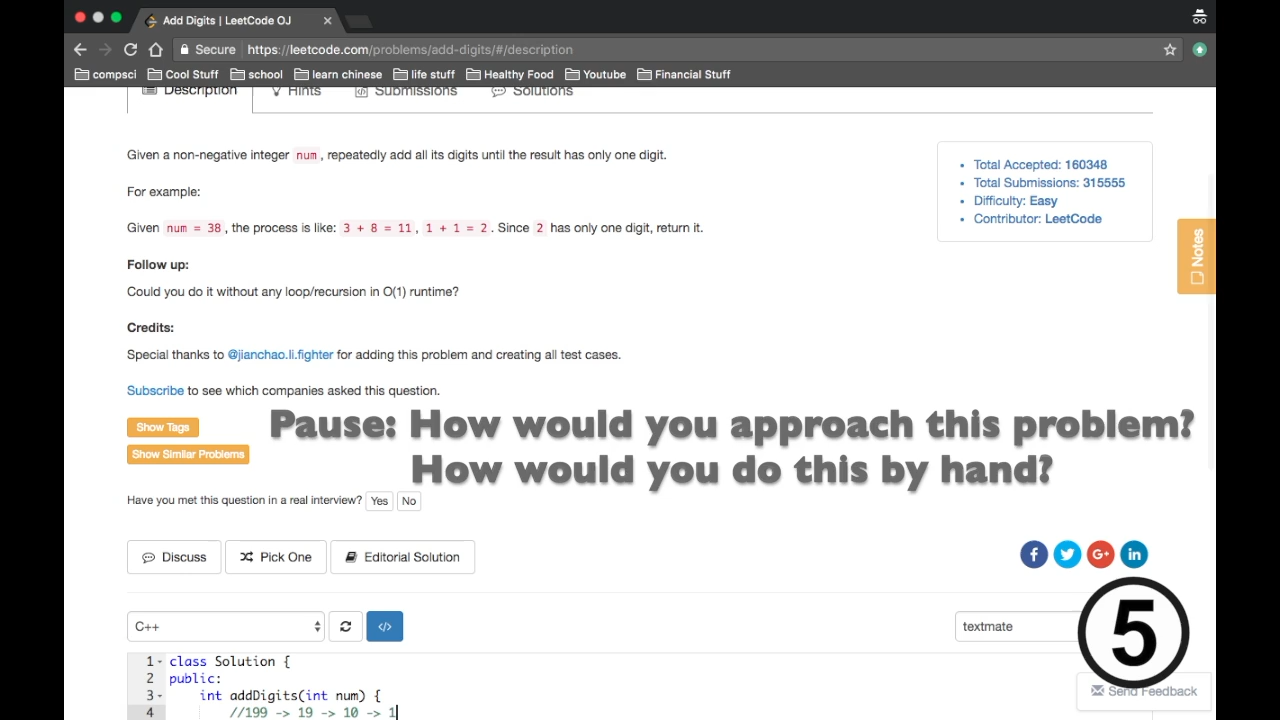 Add Digits | LeetCode OJ
Secure https://leetcode.com/problems/add-digits/#/description
compsci Cool Stuff school learn chinese life stuff Healthy Food Youtube Financial Stuff
Description Hints Submissions Solutions
Given a non-negative integer num, repeatedly add all its digits until the result has only one digit.
For example:
Given num = 38, the process is like: 3 + 8 = 11, 1 + 1 = 2. Since 2 has only one digit, return it.
Follow up:
Could you do it without any loop/recursion in O(1) runtime?
Credits:
Special thanks to @jianchao.li.fighter for adding this problem and creating all test cases.
Subscribe to see which companies asked this question.
Total Accepted: 160348
Total Submissions: 315555
Difficulty: Easy
Contributor: LeetCode
Notes
Show Tags
Show Similar Problems
Pause: How would you approach this problem?
How would you do this by hand?
Have you met this question in a real interview? Yes No
Discuss Pick One Editorial Solution
f G+ in
C++ </> textmate
5
Send Feedback
1 class Solution {
2 public:
3 int addDigits(int num) {
4 //199 -> 19 -> 10 -> 1